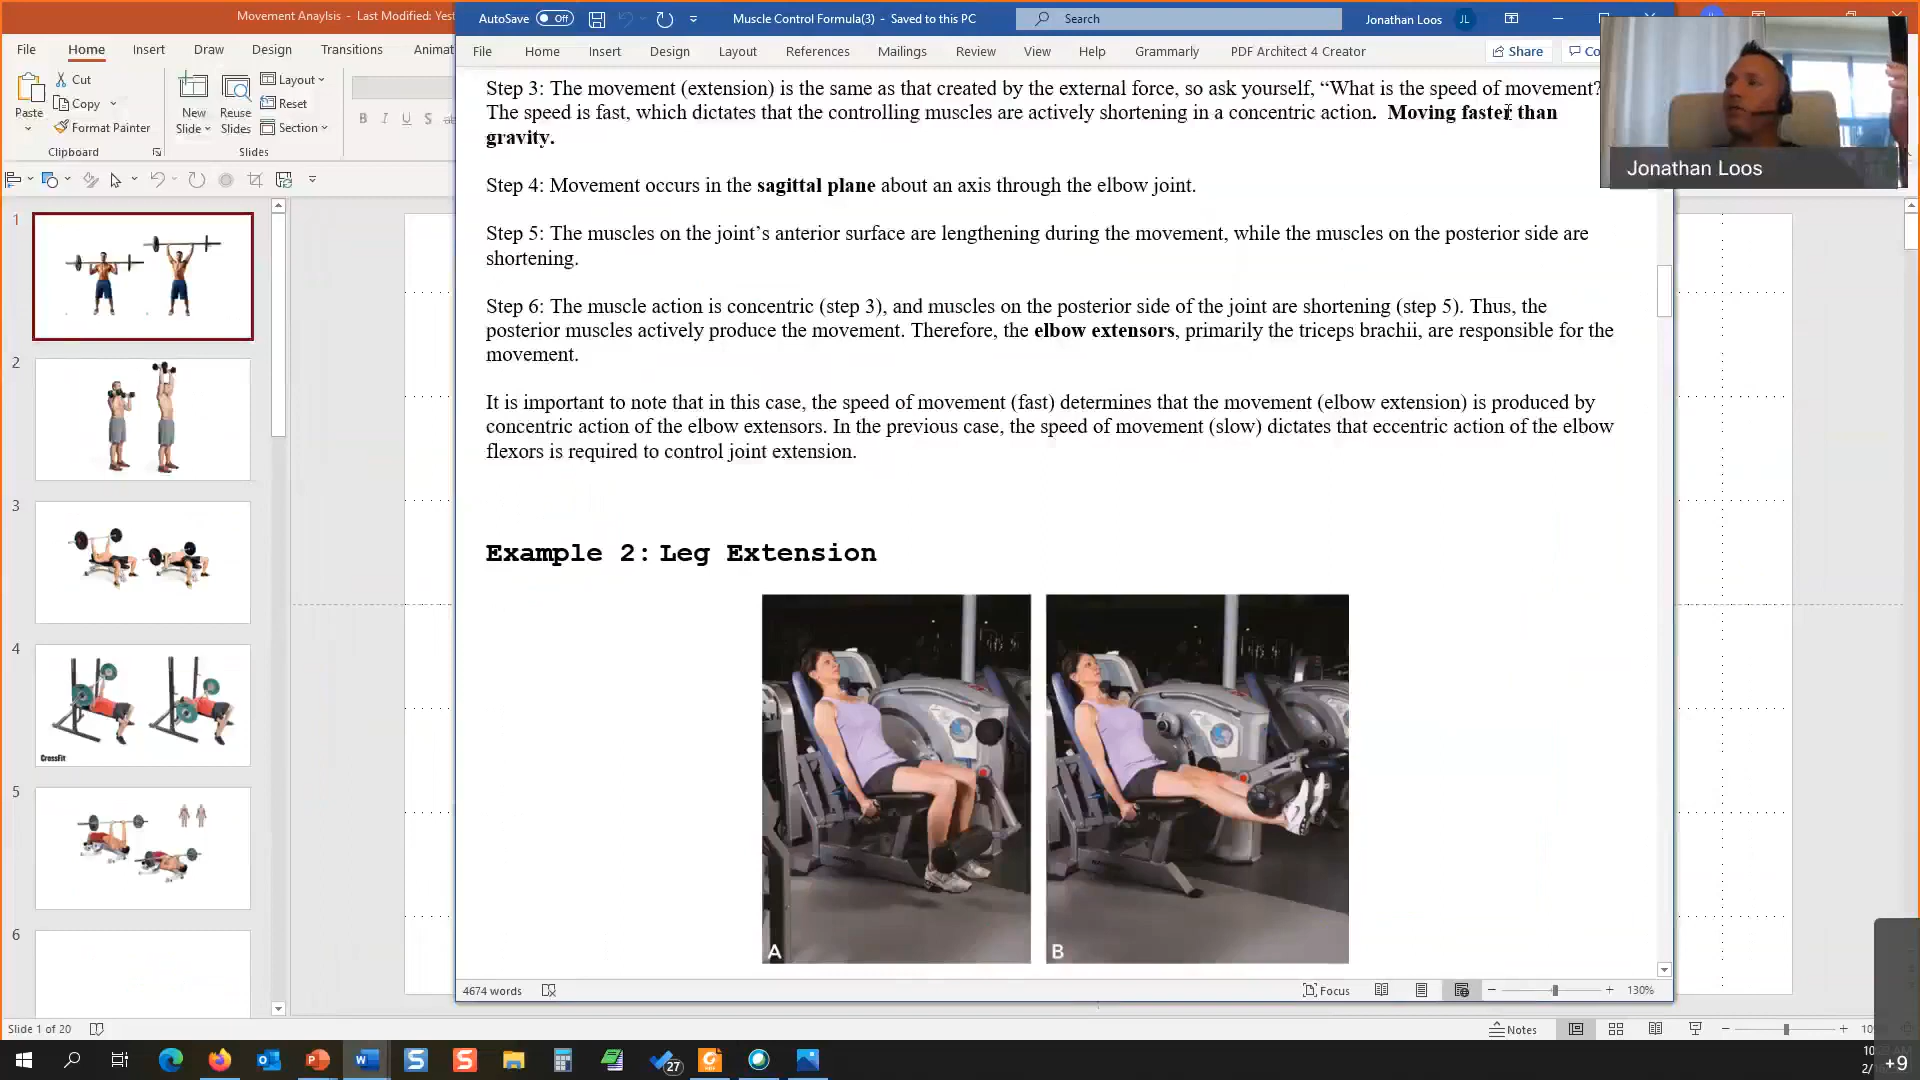 Movement Anaylsis - Last Modified: Yest
AutoSave Off
Muscle Control Formula(3) - Saved to this PC
Search
Jonathan Loos JL
File Home Insert Draw Design Transitions Animat
File Home Insert Design Layout References Mailings Review View Help Grammarly PDF Architect 4 Creator Share Co
Paste
Cut
Copy
Format Painter
Clipboard
New
Slide
Reuse
Slides
Layout
Reset
Section
Slides
B I U S
Step 3: The movement (extension) is the same as that created by the external force, so ask yourself, “What is the speed of movement?
The speed is fast, which dictates that the controlling muscles are actively shortening in a concentric action. Moving faster than
gravity.
Step 4: Movement occurs in the sagittal plane about an axis through the elbow joint.
Step 5: The muscles on the joint’s anterior surface are lengthening during the movement, while the muscles on the posterior side are
shortening.
Step 6: The muscle action is concentric (step 3), and muscles on the posterior side of the joint are shortening (step 5). Thus, the
posterior muscles actively produce the movement. Therefore, the elbow extensors, primarily the triceps brachii, are responsible for the
movement.
It is important to note that in this case, the speed of movement (fast) determines that the movement (elbow extension) is produced by
concentric action of the elbow extensors. In the previous case, the speed of movement (slow) dictates that eccentric action of the elbow
flexors is required to control joint extension.
Example 2: Leg Extension
A
B
Jonathan Loos
1
2
3
4
CrossFit
5
6
4674 words
Focus
130%
Slide 1 of 20
Notes
27
+9